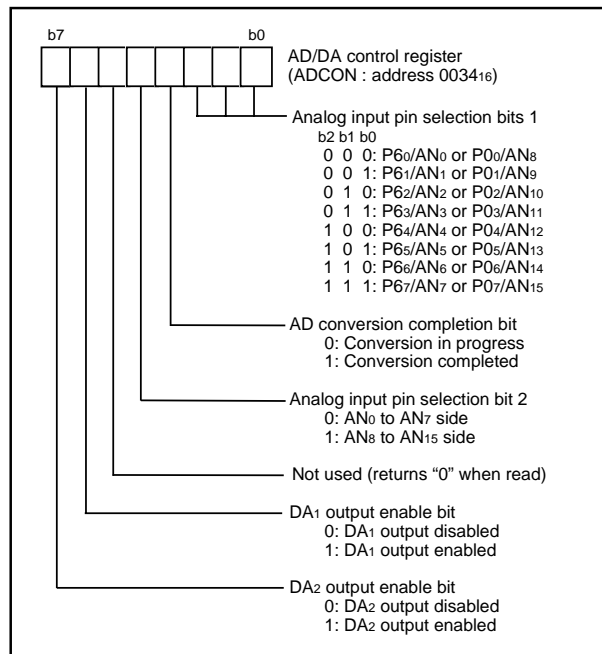 b7 b0
AD/DA control register
(ADCON : address 0034₁₆)
Analog input pin selection bits 1
b2 b1 b0
0 0 0: P6₀/AN₀ or P0₀/AN₈
0 0 1: P6₁/AN₁ or P0₁/AN₉
0 1 0: P6₂/AN₂ or P0₂/AN₁₀
0 1 1: P6₃/AN₃ or P0₃/AN₁₁
1 0 0: P6₄/AN₄ or P0₄/AN₁₂
1 0 1: P6₅/AN₅ or P0₅/AN₁₃
1 1 0: P6₆/AN₆ or P0₆/AN₁₄
1 1 1: P6₇/AN₇ or P0₇/AN₁₅
AD conversion completion bit
0: Conversion in progress
1: Conversion completed
Analog input pin selection bit 2
0: AN₀ to AN₇ side
1: AN₈ to AN₁₅ side
Not used (returns “0” when read)
DA₁ output enable bit
0: DA₁ output disabled
1: DA₁ output enabled
DA₂ output enable bit
0: DA₂ output disabled
1: DA₂ output enabled